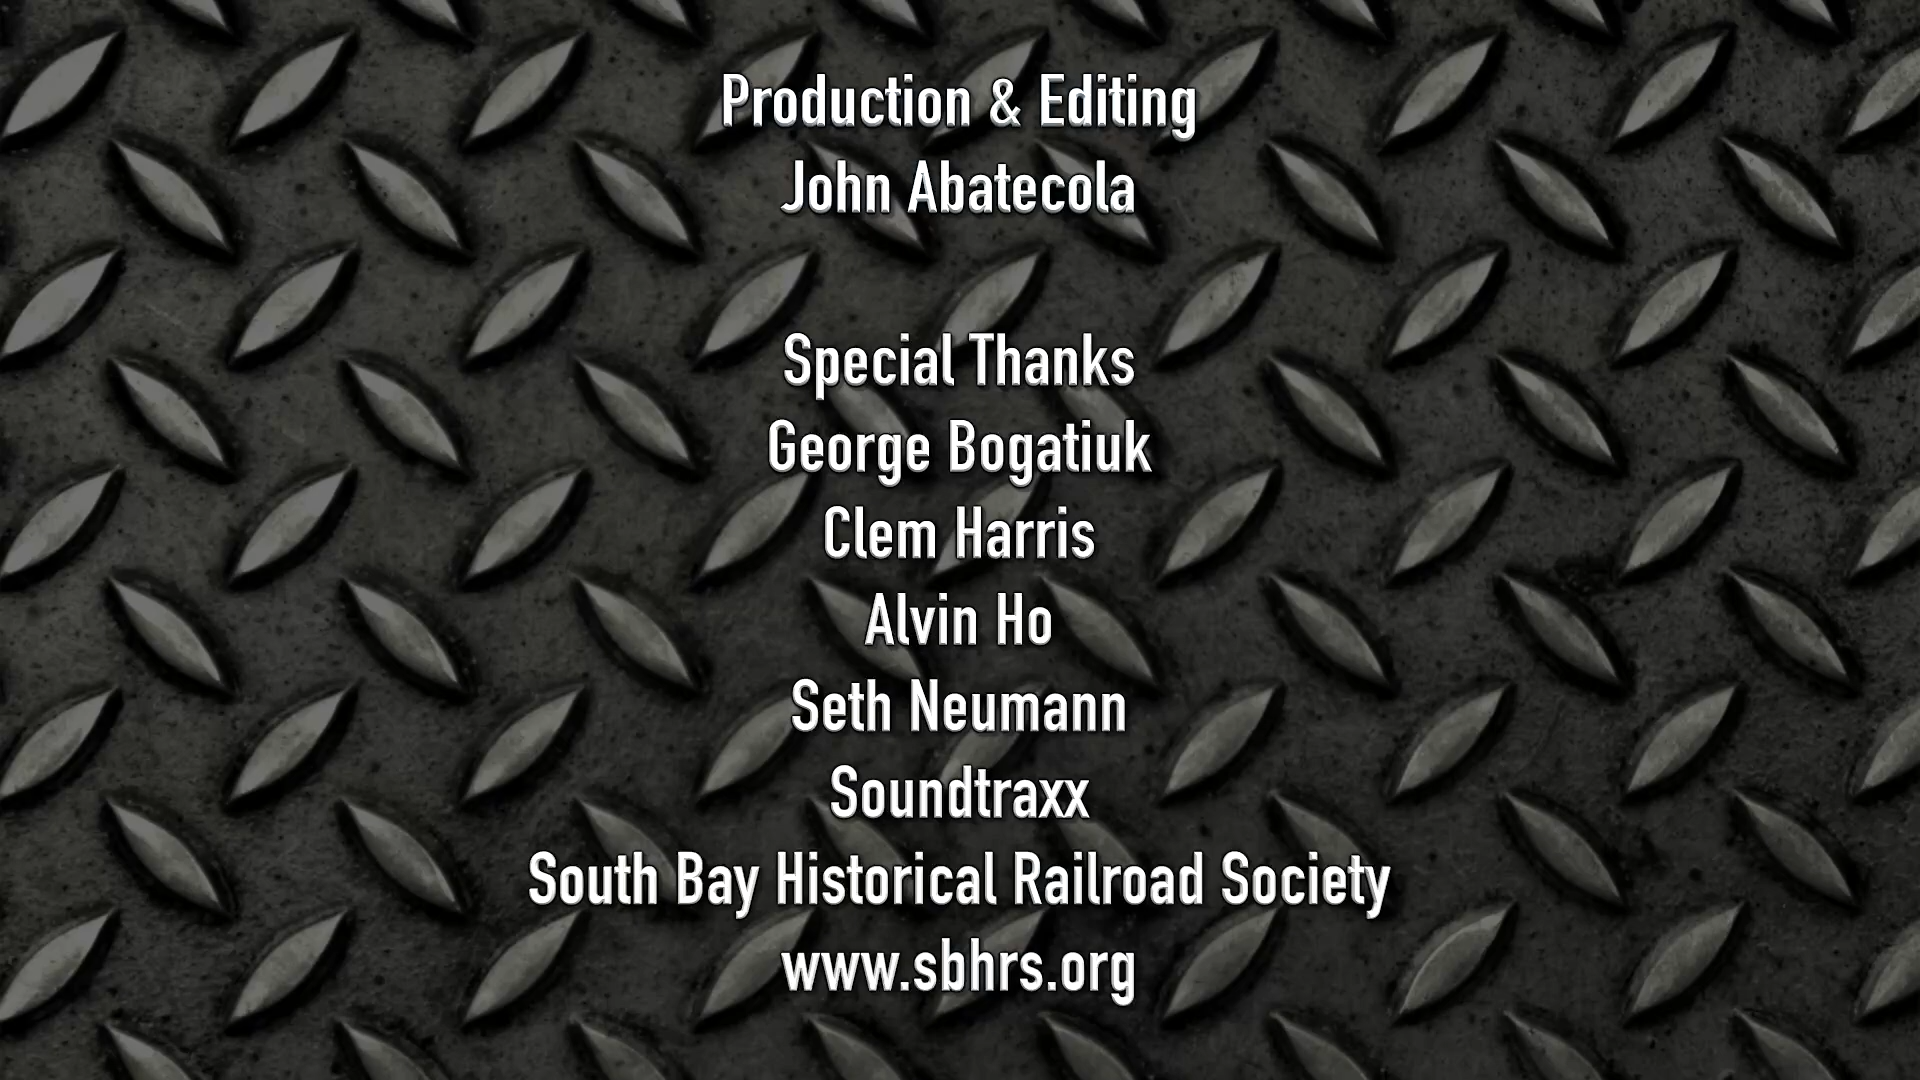 Production & Editing
John Abatecola
Special Thanks
George Bogatiuk
Clem Harris
Alvin Ho
Seth Neumann
Soundtraxx
South Bay Historical Railroad Society
www.sbhrs.org